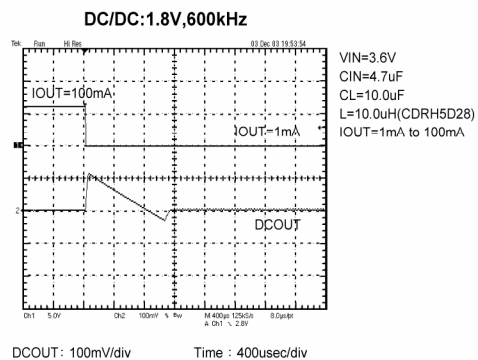 DC/DC:1.8V,600kHz
Tek Run Hi Res 03 Dec 03 19:53:54
VIN=3.6V
CIN=4.7uF
CL=10.0uF
L=10.0uH(CDRH5D28)
IOUT=1mA to 100mA
IOUT=100mA
IOUT=1mA
2
DCOUT
Ch1 5.0V Ch2 100mV % Bw M 400µs 125kS/s 8.0µs/pt
A Ch1 2.8V
DCOUT: 100mV/div Time : 400usec/div